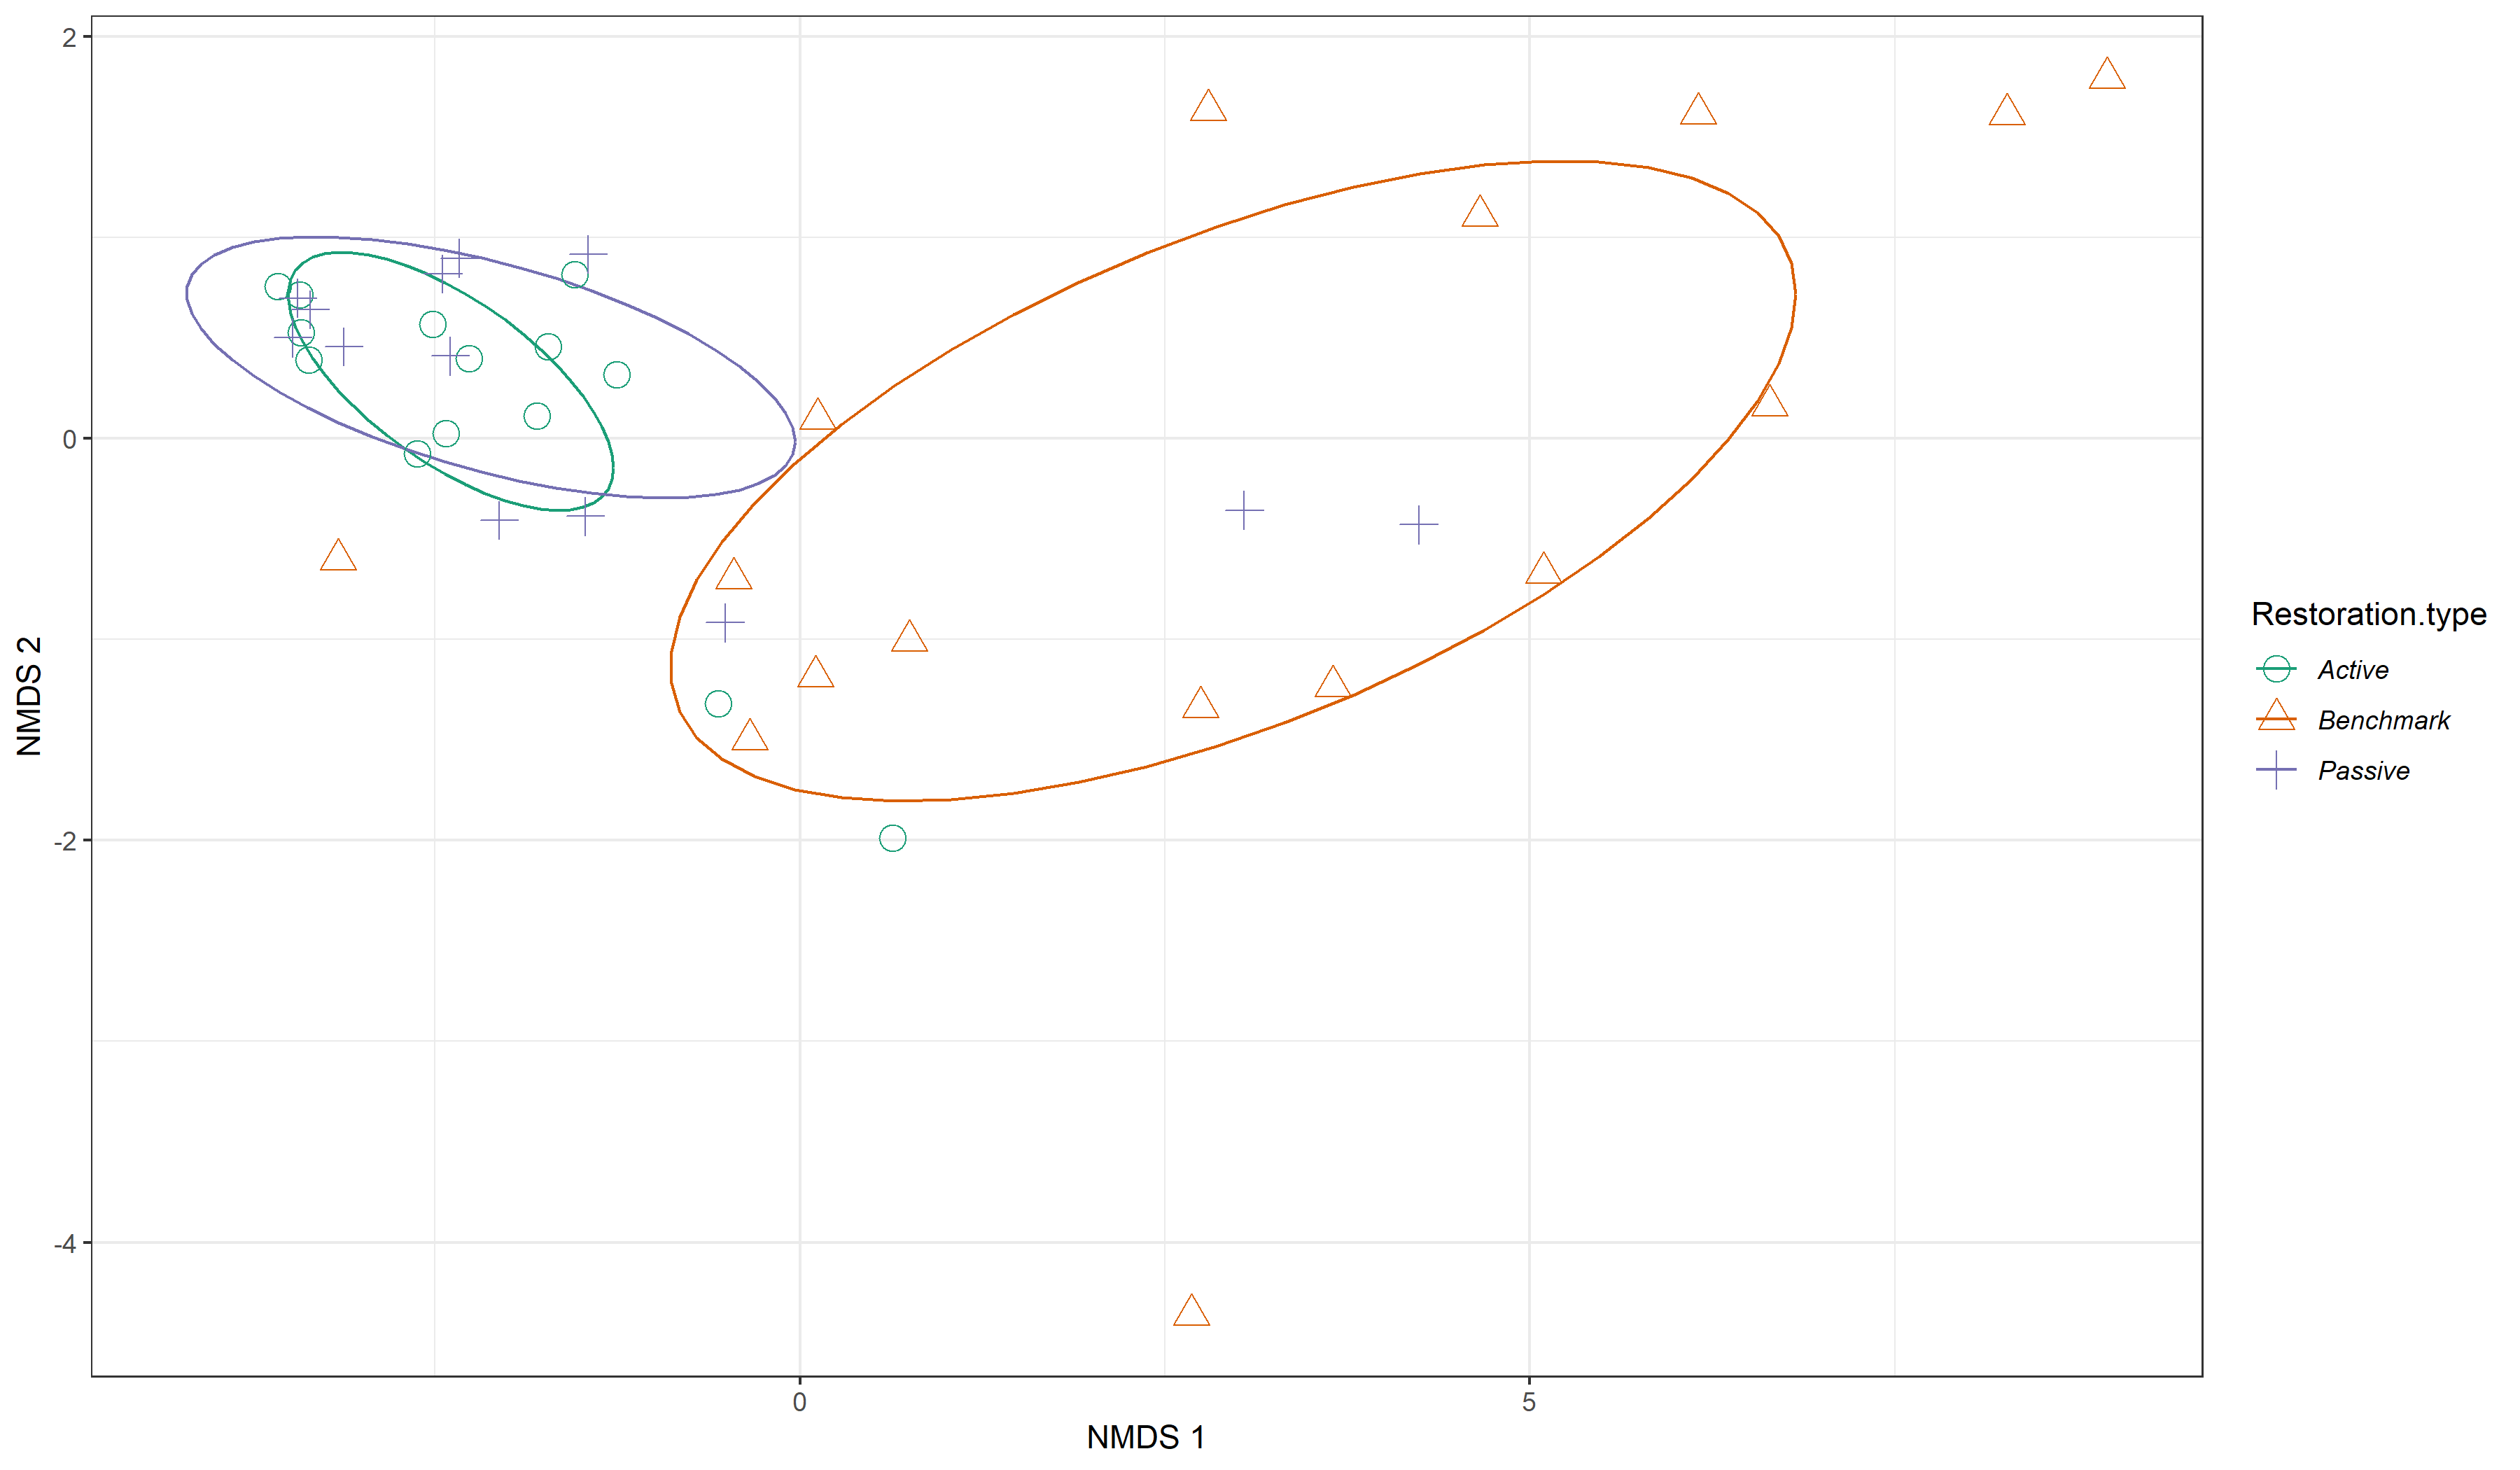 2
0
-2
-4
NMDS 2
0
5
NMDS 1
Restoration.type
Active
Benchmark
Passive